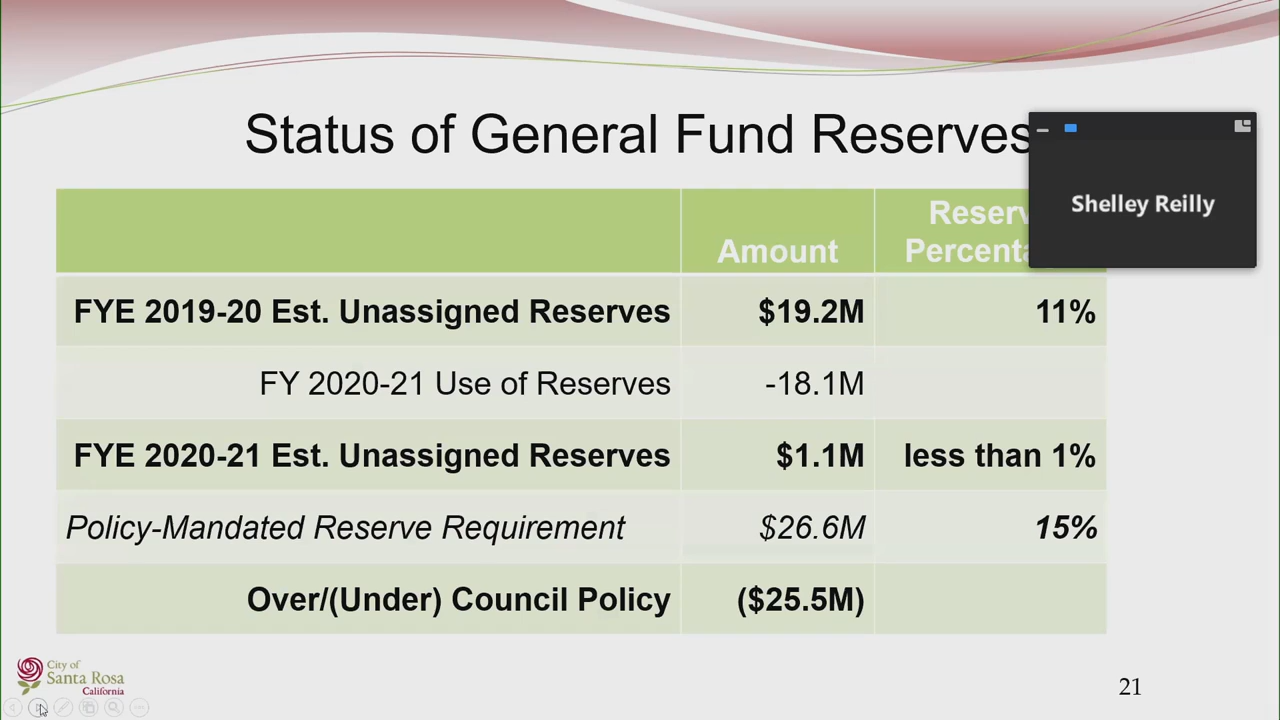 Status of General Fund Reserves
Shelley Reilly
Amount
FYE 2019-20 Est. Unassigned Reserves $19.2M 11%
FY 2020-21 Use of Reserves -18.1M
FYE 2020-21 Est. Unassigned Reserves $1.1M less than 1%
Policy-Mandated Reserve Requirement $26.6M 15%
Over/(Under) Council Policy ($25.5M)
City of
Santa Rosa
California
21